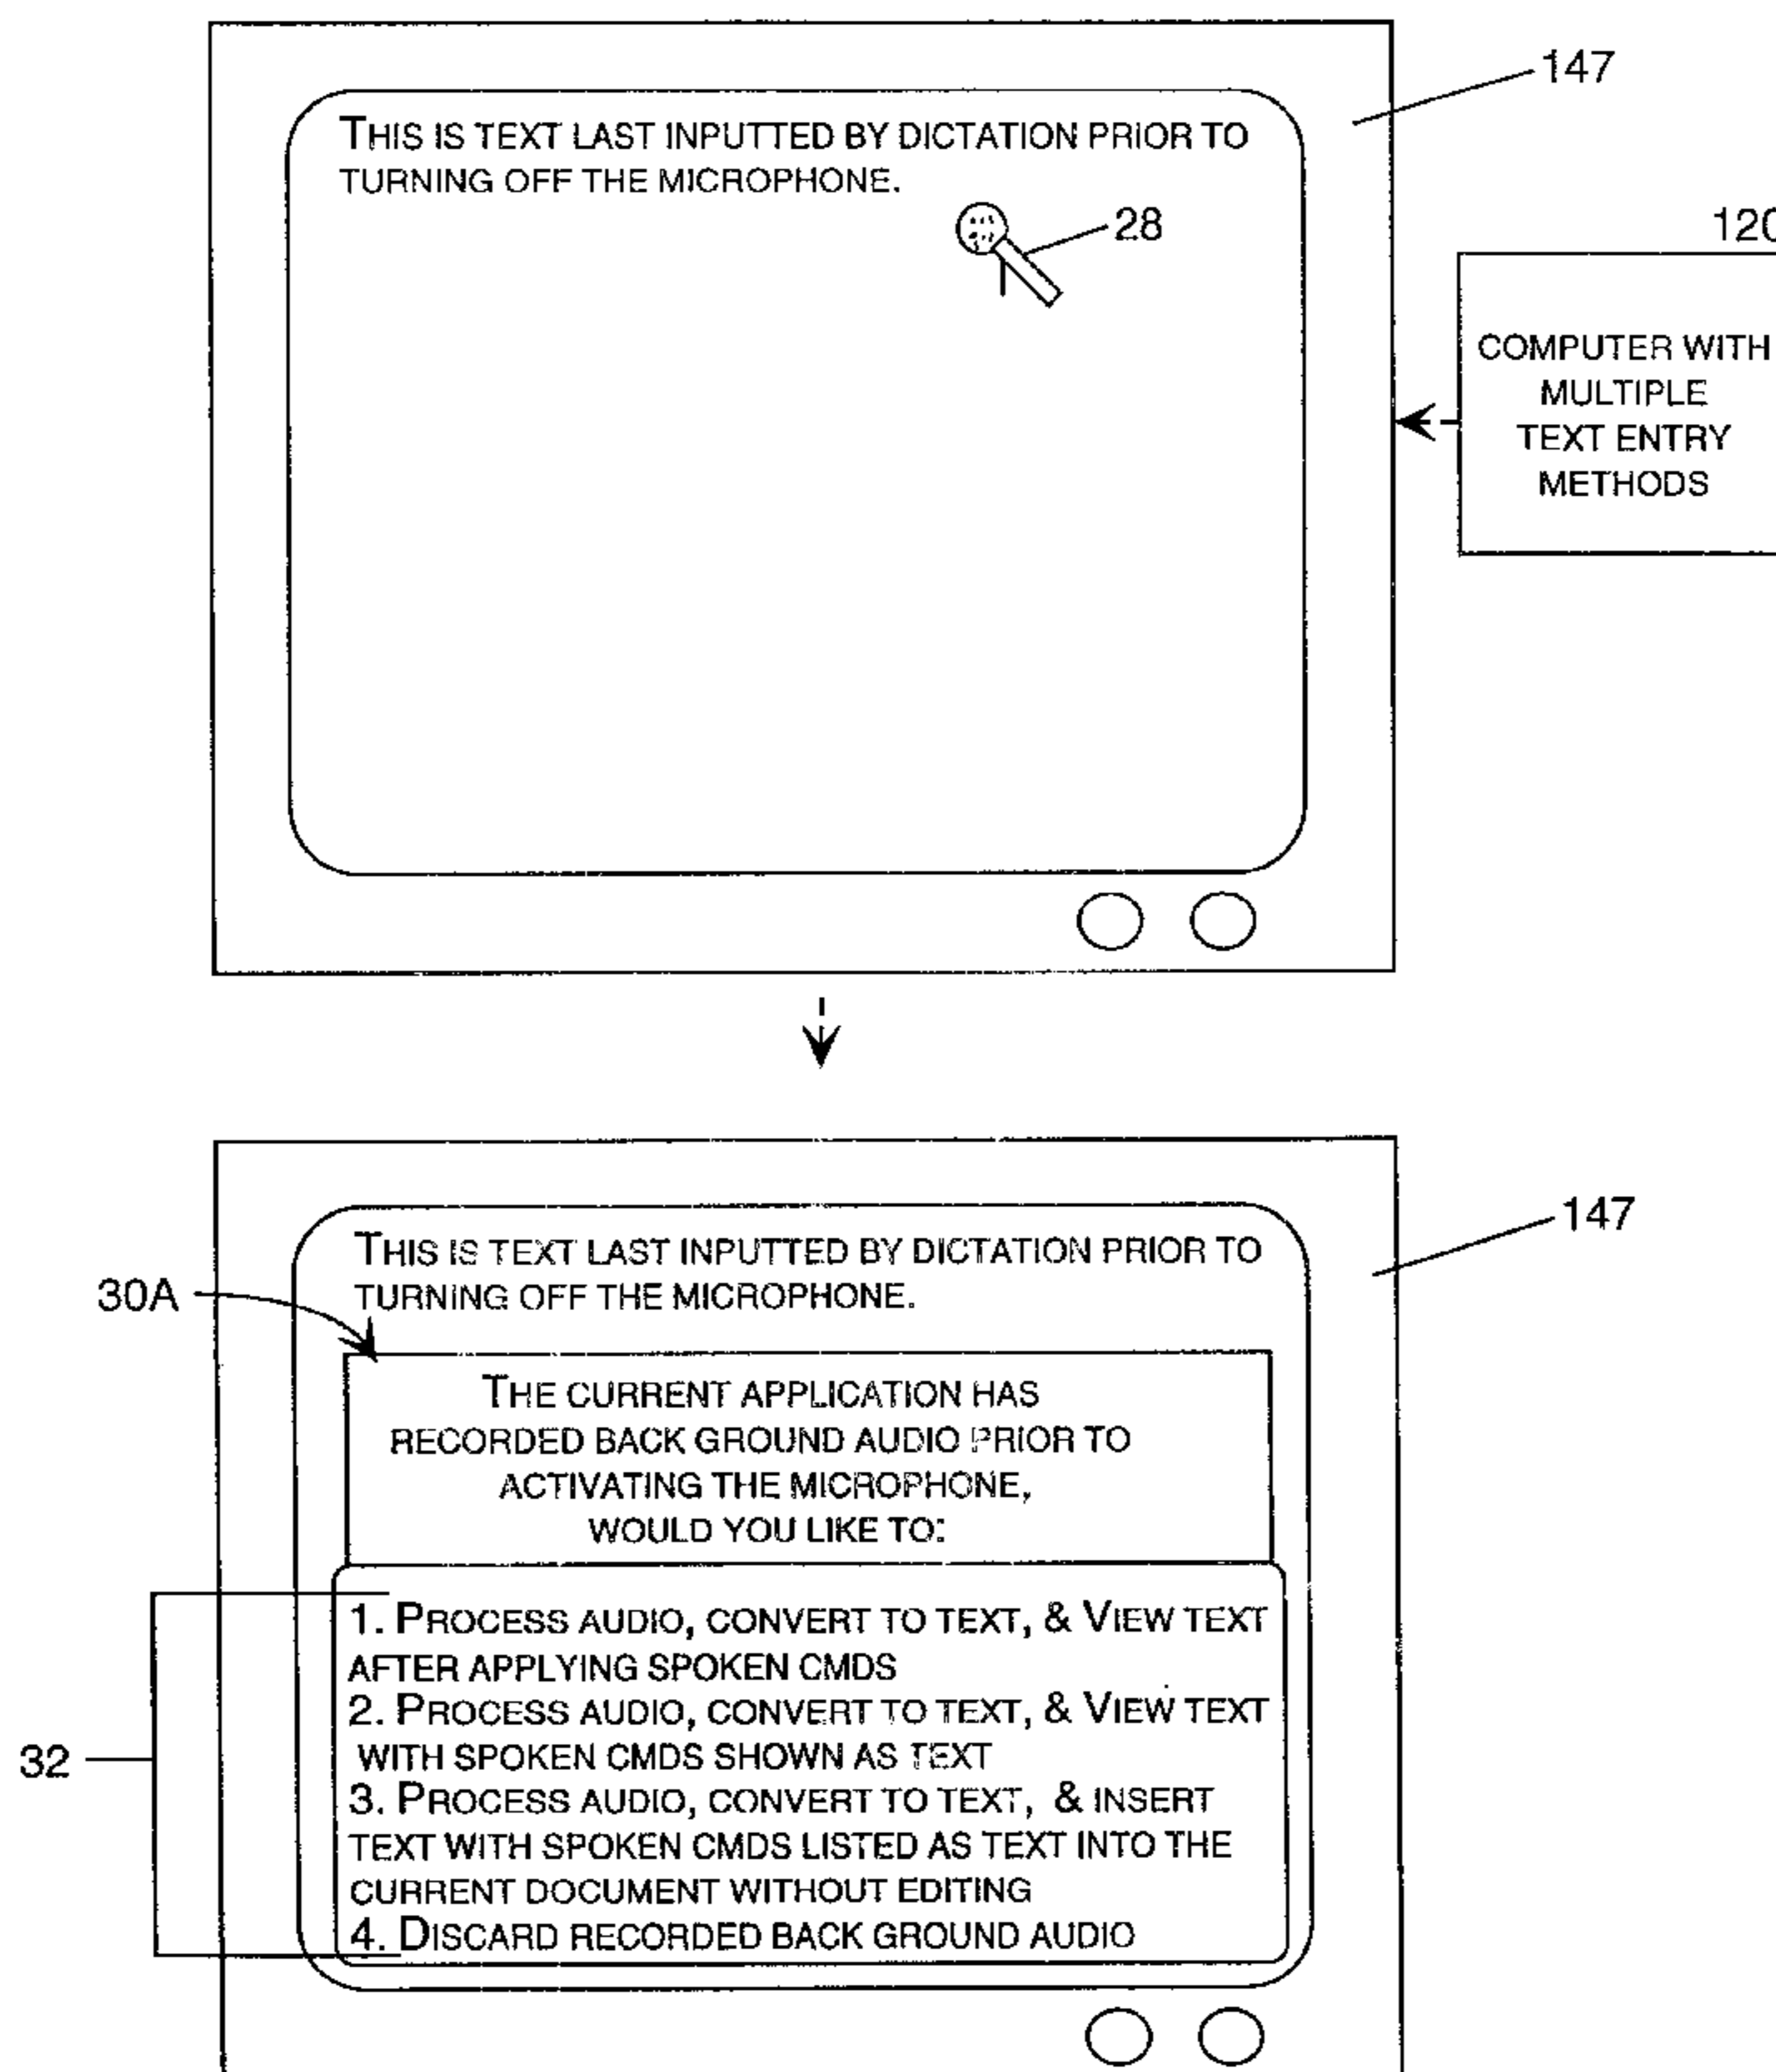 147
THIS IS TEXT LAST INPUTTED BY DICTATION PRIOR TO
TURNING OFF THE MICROPHONE.
28
120
COMPUTER WITH
MULTIPLE
TEXT ENTRY
METHODS
147
THIS IS TEXT LAST INPUTTED BY DICTATION PRIOR TO
TURNING OFF THE MICROPHONE.
30A
THE CURRENT APPLICATION HAS
RECORDED BACK GROUND AUDIO PRIOR TO
ACTIVATING THE MICROPHONE,
WOULD YOU LIKE TO:
32
1. PROCESS AUDIO, CONVERT TO TEXT, & VIEW TEXT
AFTER APPLYING SPOKEN CMDS
2. PROCESS AUDIO, CONVERT TO TEXT, & VIEW TEXT
WITH SPOKEN CMDS SHOWN AS TEXT
3. PROCESS AUDIO, CONVERT TO TEXT, & INSERT
TEXT WITH SPOKEN CMDS LISTED AS TEXT INTO THE
CURRENT DOCUMENT WITHOUT EDITING
4. DISCARD RECORDED BACK GROUND AUDIO